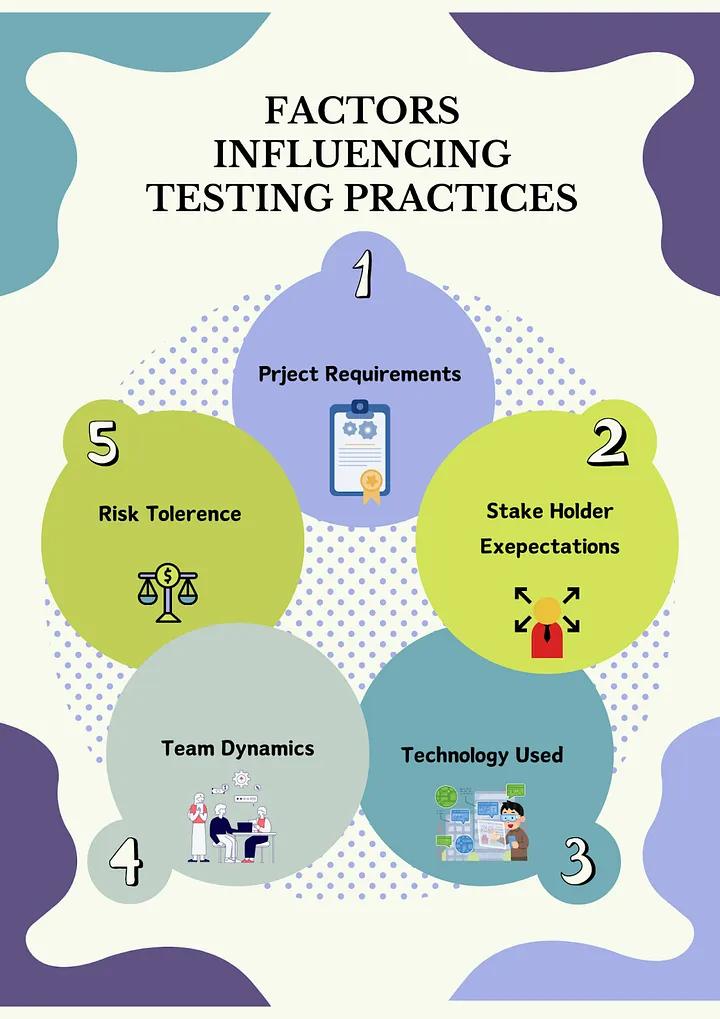 FACTORS
INFLUENCING
TESTING PRACTICES
1
Prject Requirements
2
Stake Holder
Exepectations
3
Technology Used
4
Team Dynamics
5
Risk Tolerence
$